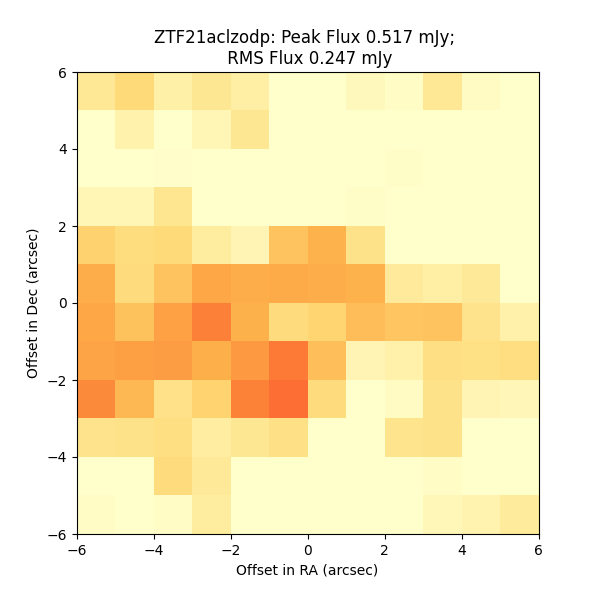 ZTF21aclzodp: Peak Flux 0.517 mJy;
RMS Flux 0.247 mJy
6
4
2
0
−2
−4
−6
Offset in Dec (arcsec)
−6 −4 −2 0 2 4 6
Offset in RA (arcsec)